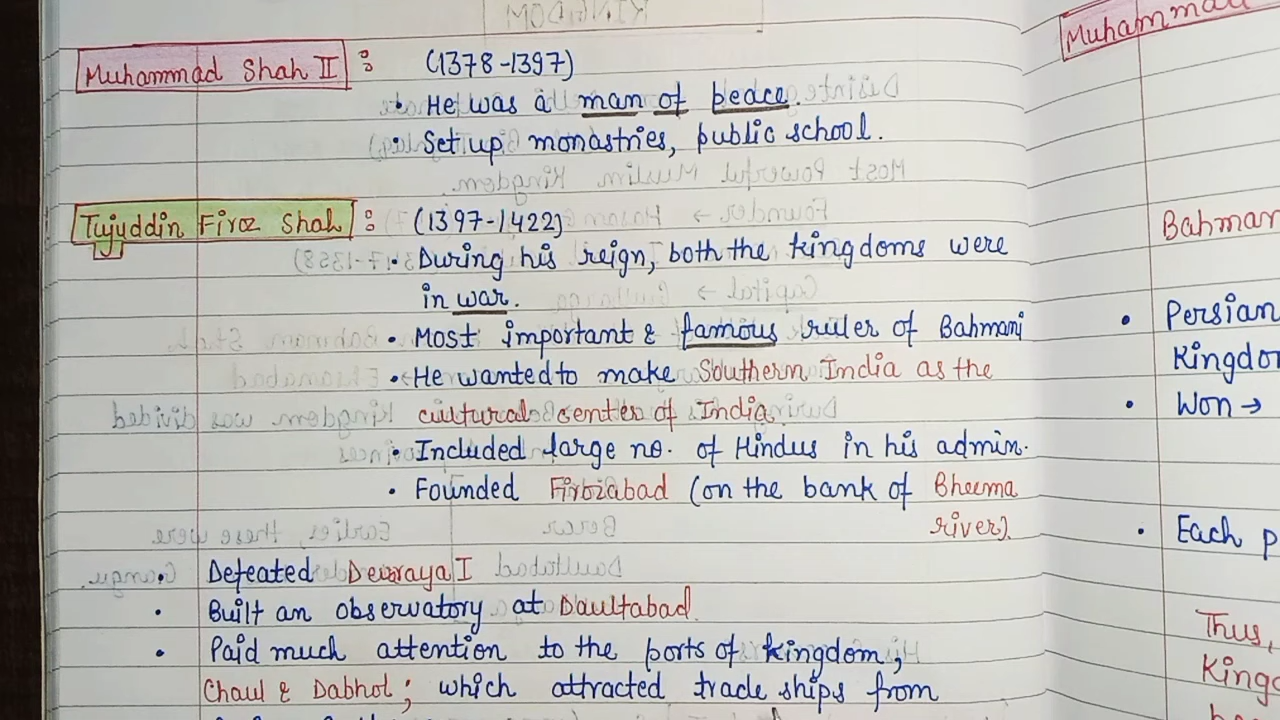 Muhammad Shah II : (1378-1397)
• He was a man of peace.
• Set up monastries, public school.
Tajuddin Firoz Shah : (1397-1422)
• During his reign, both the kingdoms were
in war.
• Most important & famous ruler of Bahmani
• He wanted to make Southern India as the
cultural center of India.
• Included large no. of Hindus in his admin.
• Founded Firoziabad (on the bank of Bheema
river).
• Defeated Devraya I
• Built an observatory at Daultabad.
• Paid much attention to the ports of kingdom ;
Chaul & Dabhol ; which attracted trade ships from
Muhammad
Bahman
• Persian
Kingdo
• Won →
• Each p
Thus,
Kingd